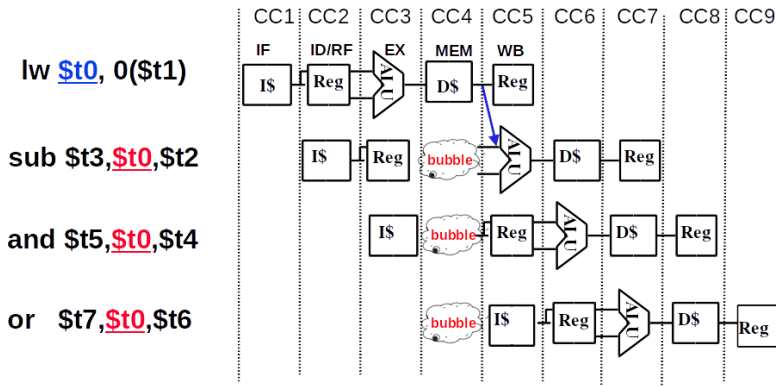 CC1 CC2 CC3 CC4 CC5 CC6 CC7 CC8 CC9
IF ID/RF EX MEM WB
lw $t0, 0($t1) I$ Reg ALU D$ Reg
sub $t3,$t0,$t2 I$ Reg bubble ALU D$ Reg
and $t5,$t0,$t4 I$ bubble Reg ALU D$ Reg
or $t7,$t0,$t6 bubble I$ Reg ALU D$ Reg